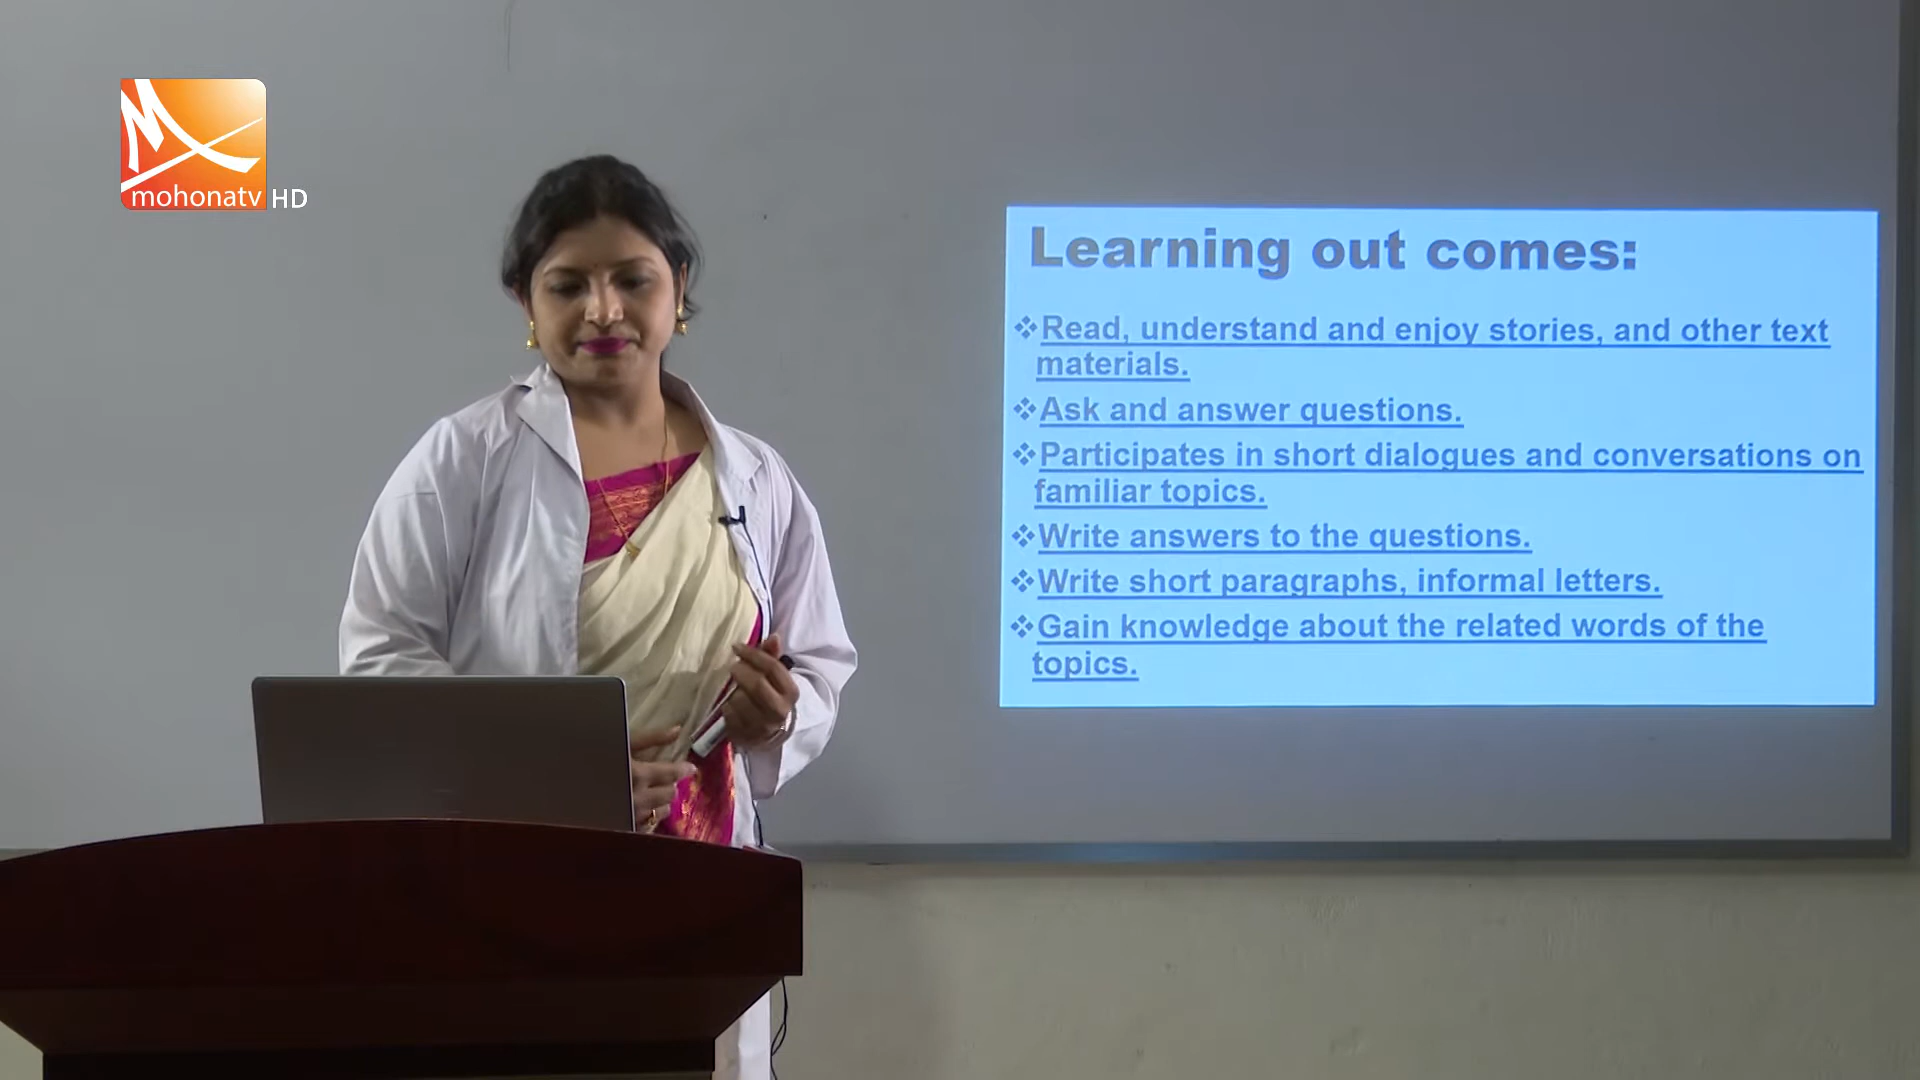 mohonatv HD
Learning out comes:
❖Read, understand and enjoy stories, and other text
materials.
❖Ask and answer questions.
❖Participates in short dialogues and conversations on
familiar topics.
❖Write answers to the questions.
❖Write short paragraphs, informal letters.
❖Gain knowledge about the related words of the
topics.